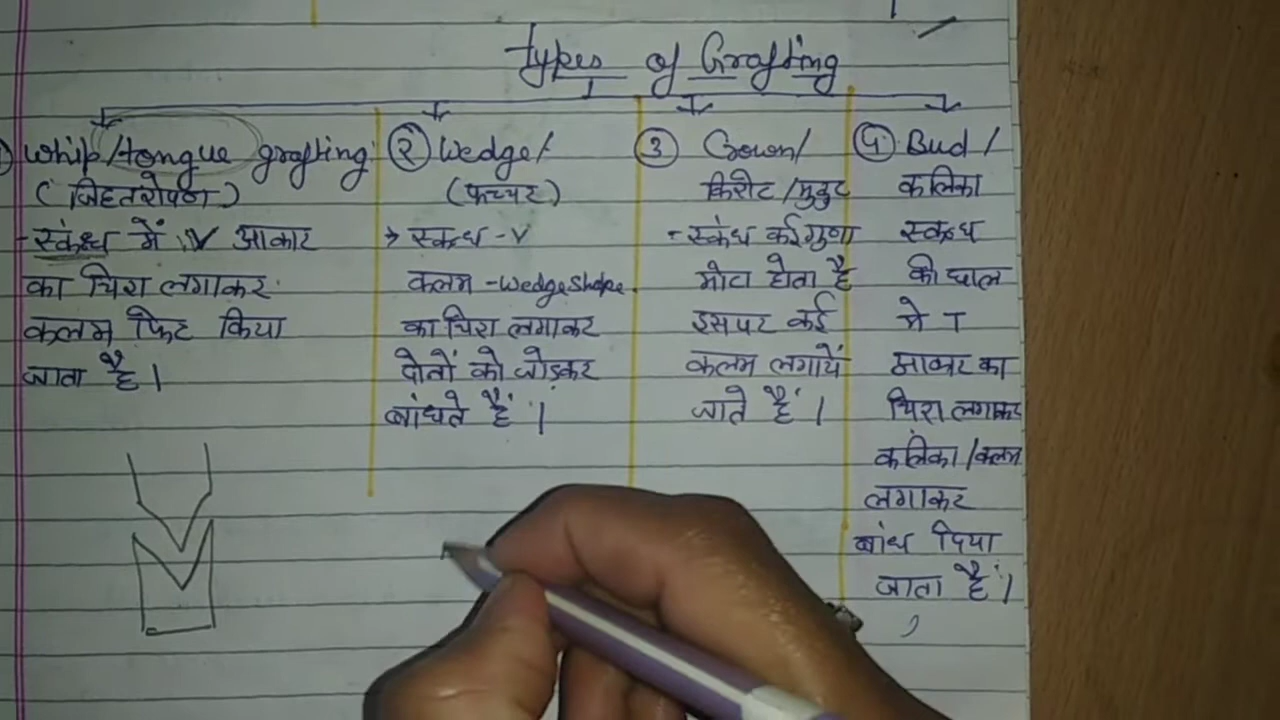 Types of Grafting
Whip/tongue grafting
(जिह्वारोपण)
- स्कंध में V आकार
का चिरा लगाकर
कलम फिट किया
जाता है।
② Wedge/
(फच्चर)
→ स्कन्ध - V
कलम - Wedge Shape.
का चिरा लगाकर
दोनों को जोड़कर
बांधते हैं।
③ Crown/
किरीट/मुकुट
- स्कंध कई गुणा
मोटा होता है
इसपर कई
कलम लगायें
जाते हैं।
④ Bud/
कलिका
स्कन्ध
की छाल
मे T
आकार का
चिरा लगाकर
कलिका/कलम
लगाकर
बांध दिया
जाता है।